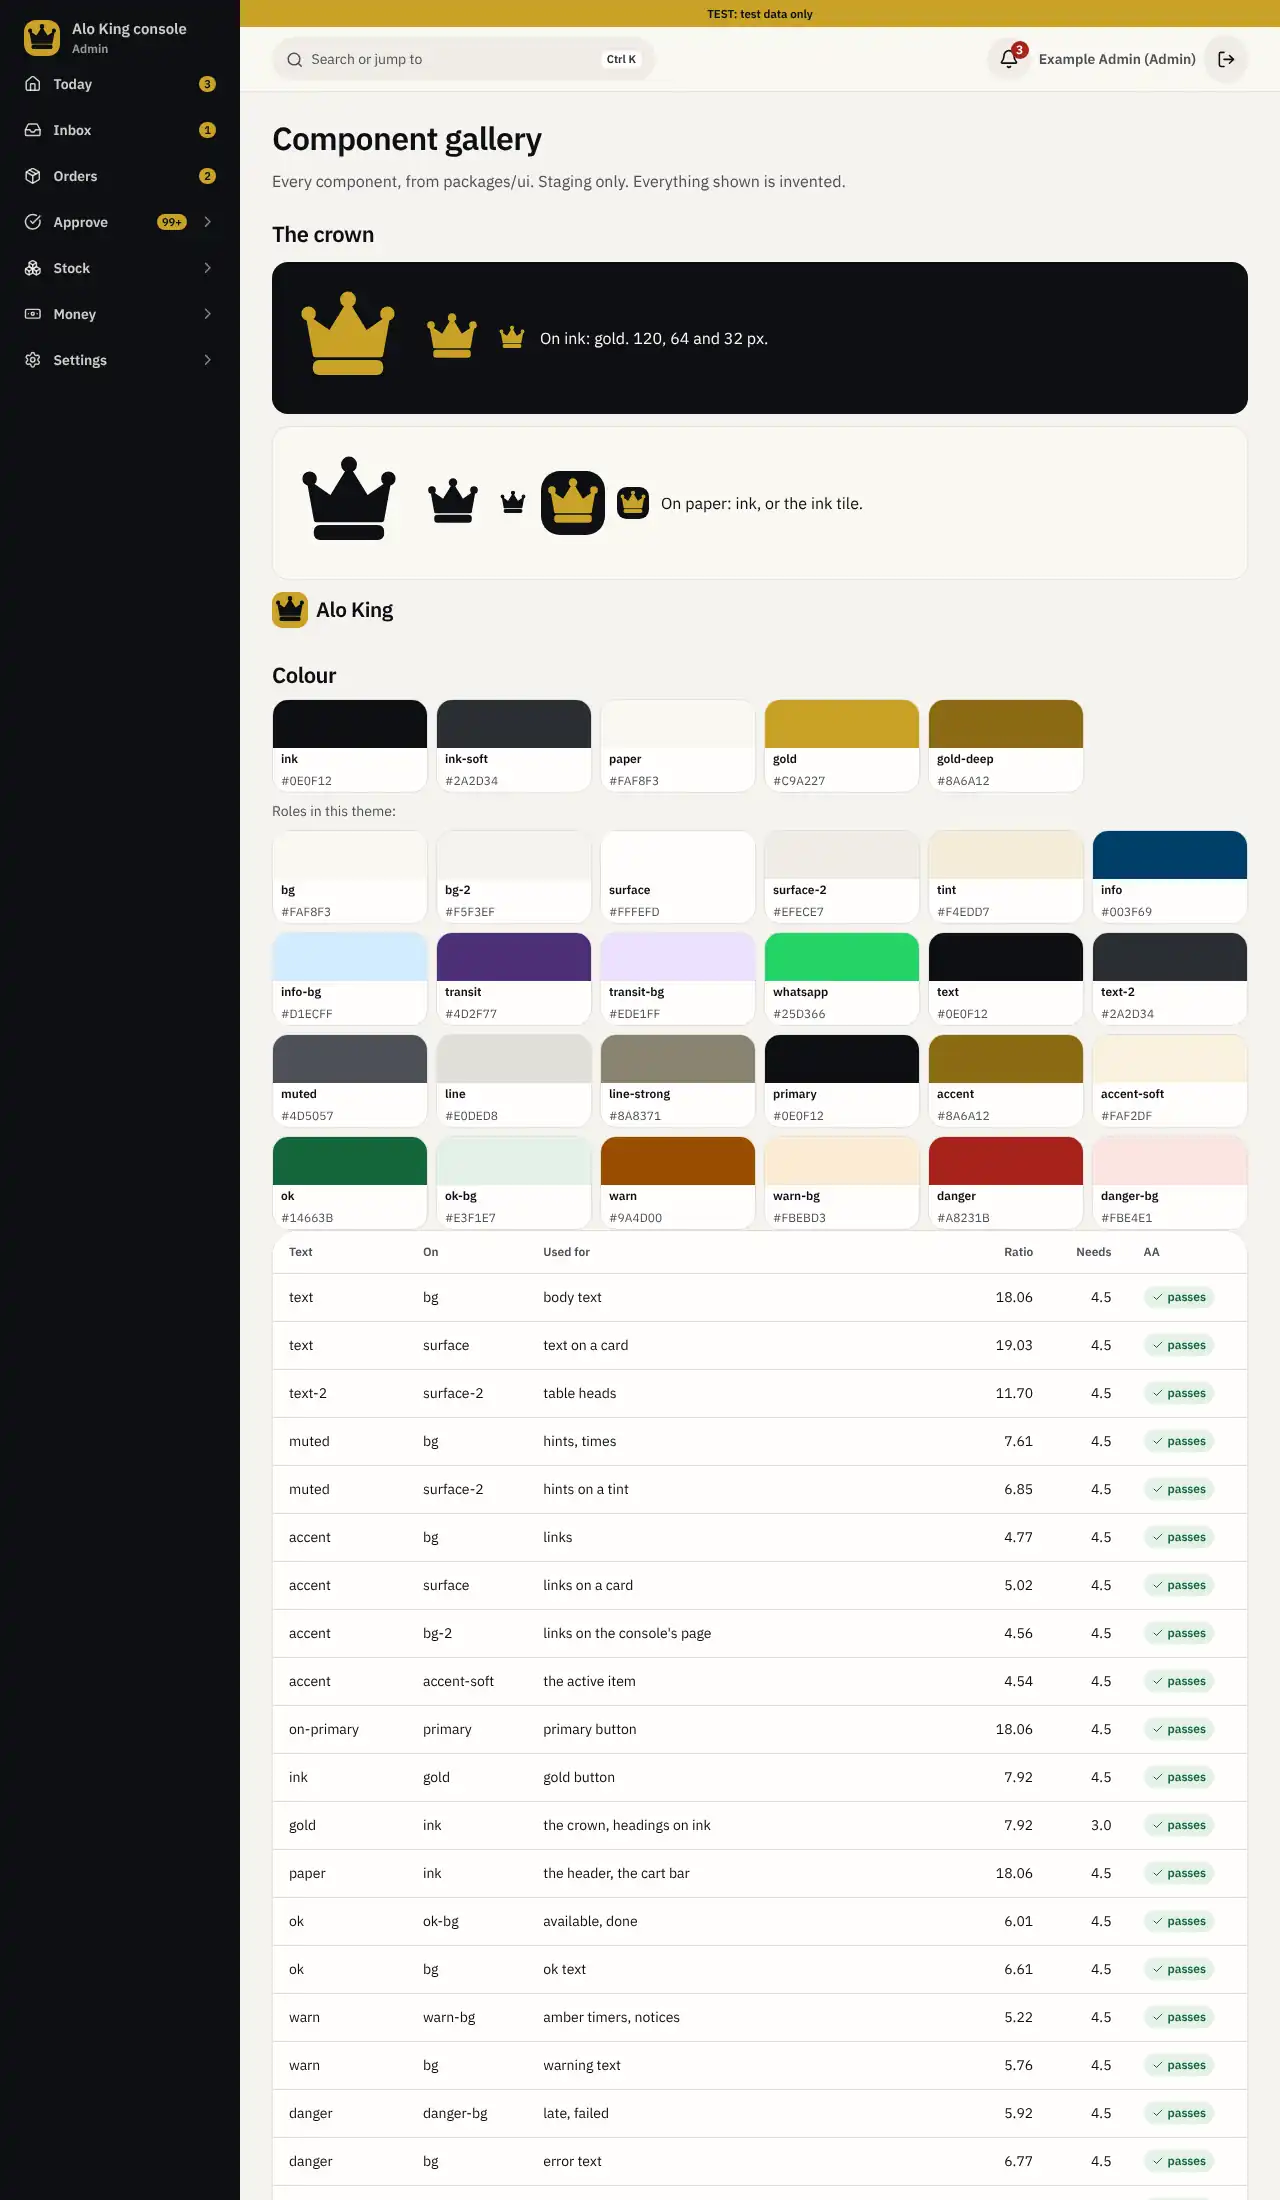 Alo King console
Admin
Today 3
Inbox 1
Orders 2
Approve 99+
Stock
Money
Settings
TEST: test data only
Search or jump to Ctrl K
3
Example Admin (Admin)
Component gallery
Every component, from packages/ui. Staging only. Everything shown is invented.
The crown
On ink: gold. 120, 64 and 32 px.
On paper: ink, or the ink tile.
Alo King
Colour
ink ink-soft paper gold gold-deep
#0E0F12 #2A2D34 #FAF8F3 #C9A227 #8A6A12
Roles in this theme:
bg bg-2 surface surface-2 tint info
#FAF8F3 #F5F3EF #FFFEFD #EFECE7 #F4EDD7 #003F69
info-bg transit transit-bg whatsapp text text-2
#D1ECFF #4D2F77 #EDE1FF #25D366 #0E0F12 #2A2D34
muted line line-strong primary accent accent-soft
#4D5057 #E0DED8 #8A8371 #0E0F12 #8A6A12 #FAF2DF
ok ok-bg warn warn-bg danger danger-bg
#14663B #E3F1E7 #9A4D00 #FBEBD3 #A8231B #FBE4E1
Text On Used for Ratio Needs AA
text bg body text 18.06 4.5 passes
text surface text on a card 19.03 4.5 passes
text-2 surface-2 table heads 11.70 4.5 passes
muted bg hints, times 7.61 4.5 passes
muted surface-2 hints on a tint 6.85 4.5 passes
accent bg links 4.77 4.5 passes
accent surface links on a card 5.02 4.5 passes
accent bg-2 links on the console's page 4.56 4.5 passes
accent accent-soft the active item 4.54 4.5 passes
on-primary primary primary button 18.06 4.5 passes
ink gold gold button 7.92 4.5 passes
gold ink the crown, headings on ink 7.92 3.0 passes
paper ink the header, the cart bar 18.06 4.5 passes
ok ok-bg available, done 6.01 4.5 passes
ok bg ok text 6.61 4.5 passes
warn warn-bg amber timers, notices 5.22 4.5 passes
warn bg warning text 5.76 4.5 passes
danger danger-bg late, failed 5.92 4.5 passes
danger bg error text 6.77 4.5 passes